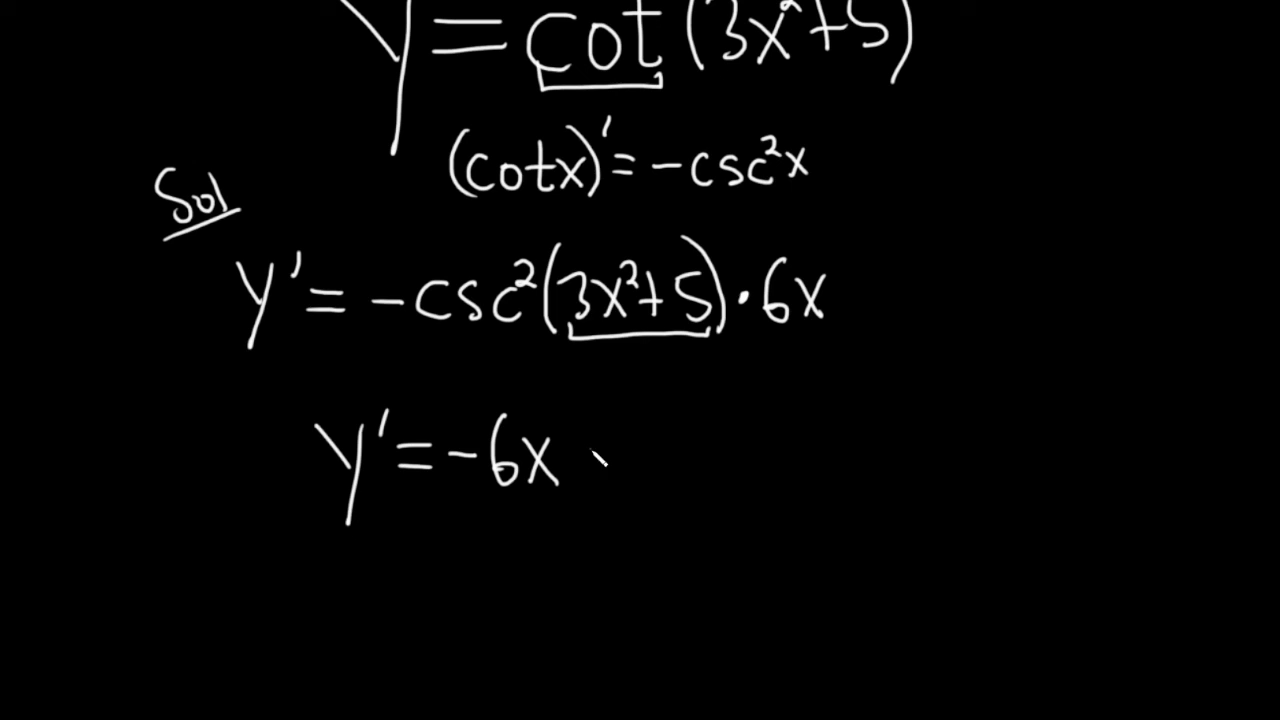 y = cot (3x²+5)
(cotx)' = -csc²x
Sol
y' = -csc²(3x²+5)·6x
y' = -6x